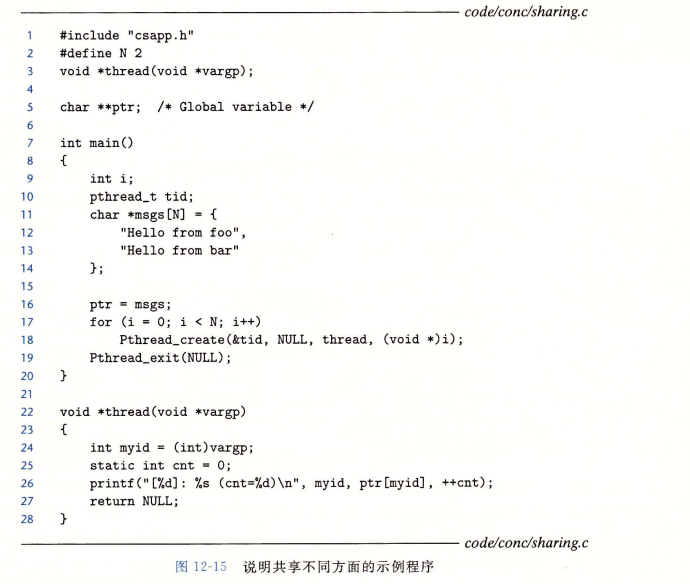 code/conc/sharing.c
1 #include "csapp.h"
2 #define N 2
3 void *thread(void *vargp);
4
5 char **ptr;  /* Global variable */
6
7 int main()
8 {
9     int i;
10     pthread_t tid;
11     char *msgs[N] = {
12         "Hello from foo",
13         "Hello from bar"
14     };
15
16     ptr = msgs;
17     for (i = 0; i < N; i++)
18         Pthread_create(&tid, NULL, thread, (void *)i);
19     Pthread_exit(NULL);
20 }
21
22 void *thread(void *vargp)
23 {
24     int myid = (int)vargp;
25     static int cnt = 0;
26     printf("[%d]: %s (cnt=%d)\n", myid, ptr[myid], ++cnt);
27     return NULL;
28 }
code/conc/sharing.c
图 12-15 说明共享不同方面的示例程序